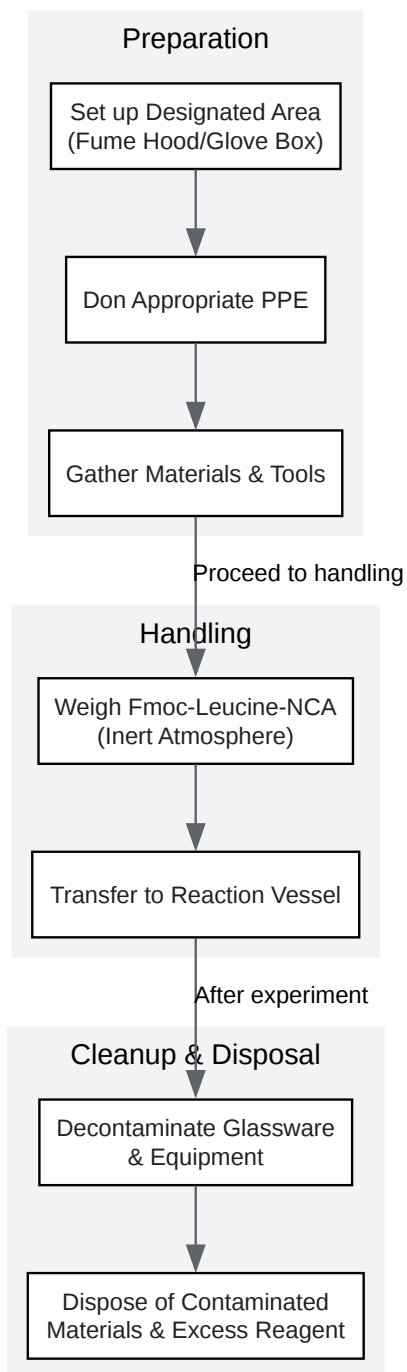 Preparation
Set up Designated Area
(Fume Hood/Glove Box)
Don Appropriate PPE
Gather Materials & Tools
Proceed to handling
Handling
Weigh Fmoc-Leucine-NCA
(Inert Atmosphere)
Transfer to Reaction Vessel
After experiment
Cleanup & Disposal
Decontaminate Glassware
& Equipment
Dispose of Contaminated
Materials & Excess Reagent